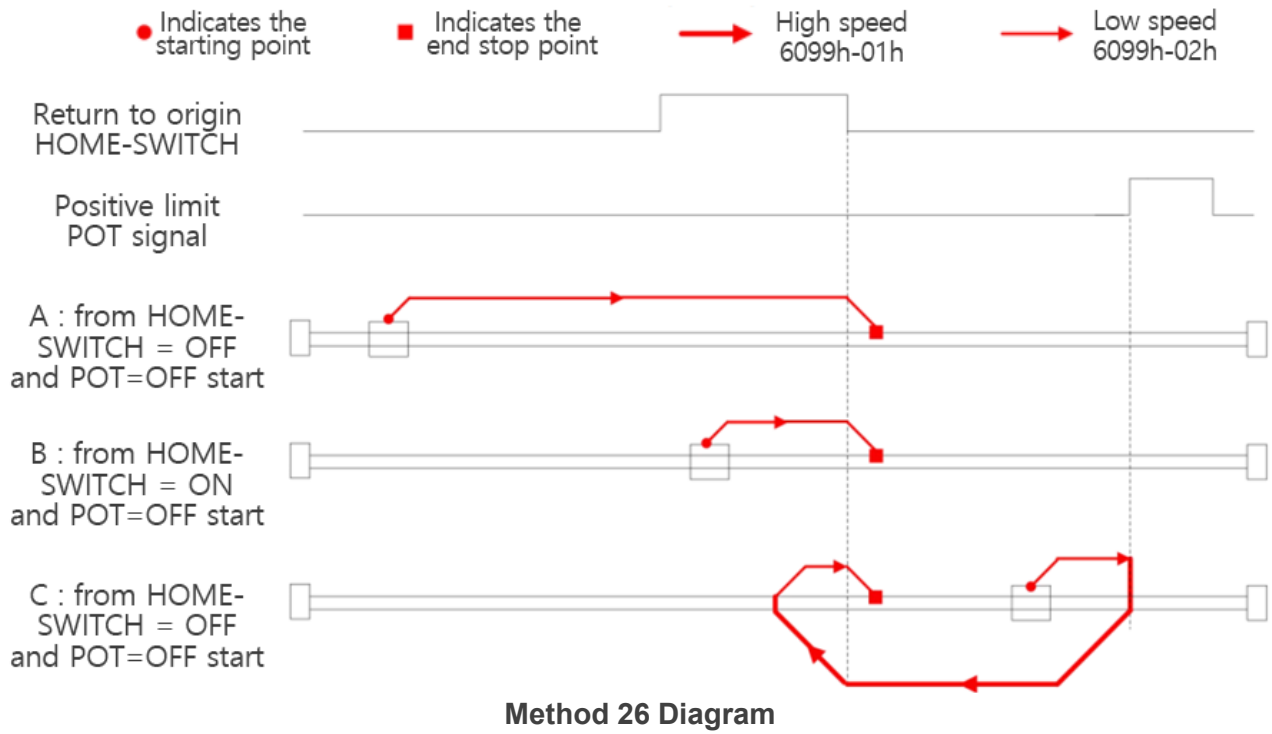 Indicates the
starting point
Indicates the
end stop point
High speed
6099h-01h
Low speed
6099h-02h
Return to origin
HOME-SWITCH
Positive limit
POT signal
A : from HOME-
SWITCH = OFF
and POT=OFF start
B : from HOME-
SWITCH = ON
and POT=OFF start
C : from HOME-
SWITCH = OFF
and POT=OFF start
Method 26 Diagram